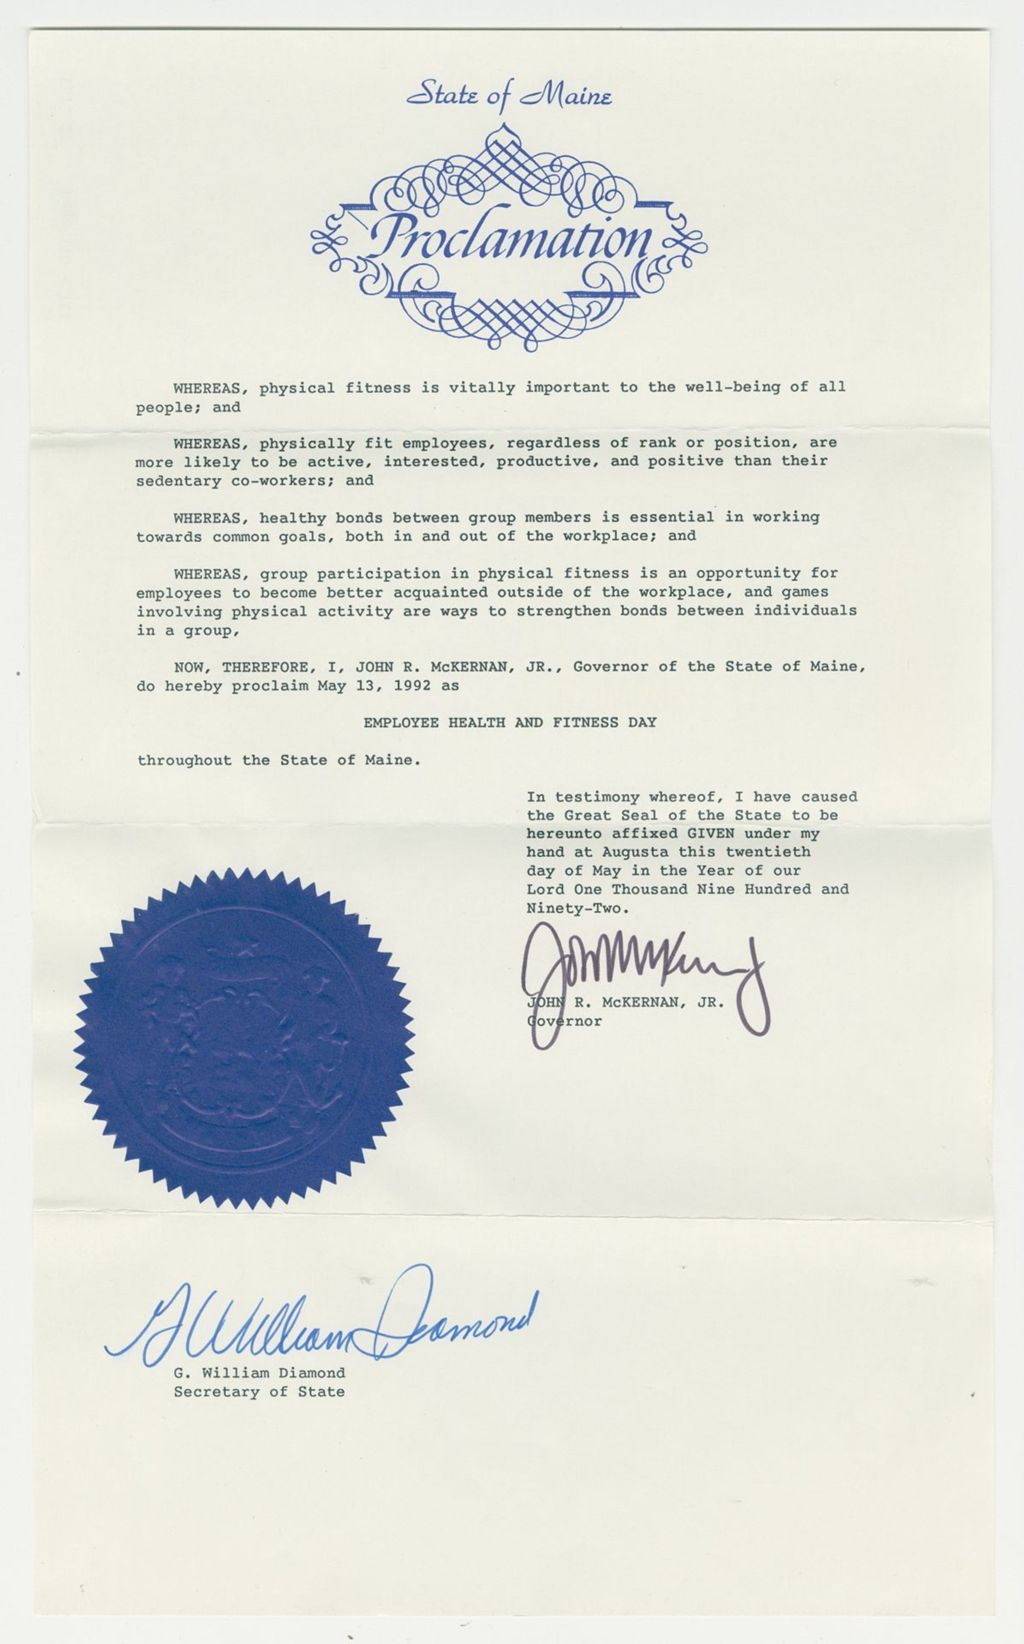 State of Maine
Proclamation
WHEREAS, physical fitness is vitally important to the well-being of all
people; and
WHEREAS, physically fit employees, regardless of rank or position, are
more likely to be active, interested, productive, and positive than their
sedentary co-workers; and
WHEREAS, healthy bonds between group members is essential in working
towards common goals, both in and out of the workplace; and
WHEREAS, group participation in physical fitness is an opportunity for
employees to become better acquainted outside of the workplace, and games
involving physical activity are ways to strengthen bonds between individuals
in a group,
NOW, THEREFORE, I, JOHN R. McKERNAN, JR., Governor of the State of Maine,
do hereby proclaim May 13, 1992 as
EMPLOYEE HEALTH AND FITNESS DAY
throughout the State of Maine.
In testimony whereof, I have caused
the Great Seal of the State to be
hereunto affixed GIVEN under my
hand at Augusta this twentieth
day of May in the Year of our
Lord One Thousand Nine Hundred and
Ninety-Two.
John McKernan J
JOHN R. McKERNAN, JR.
Governor
G William Diamond
G. William Diamond
Secretary of State